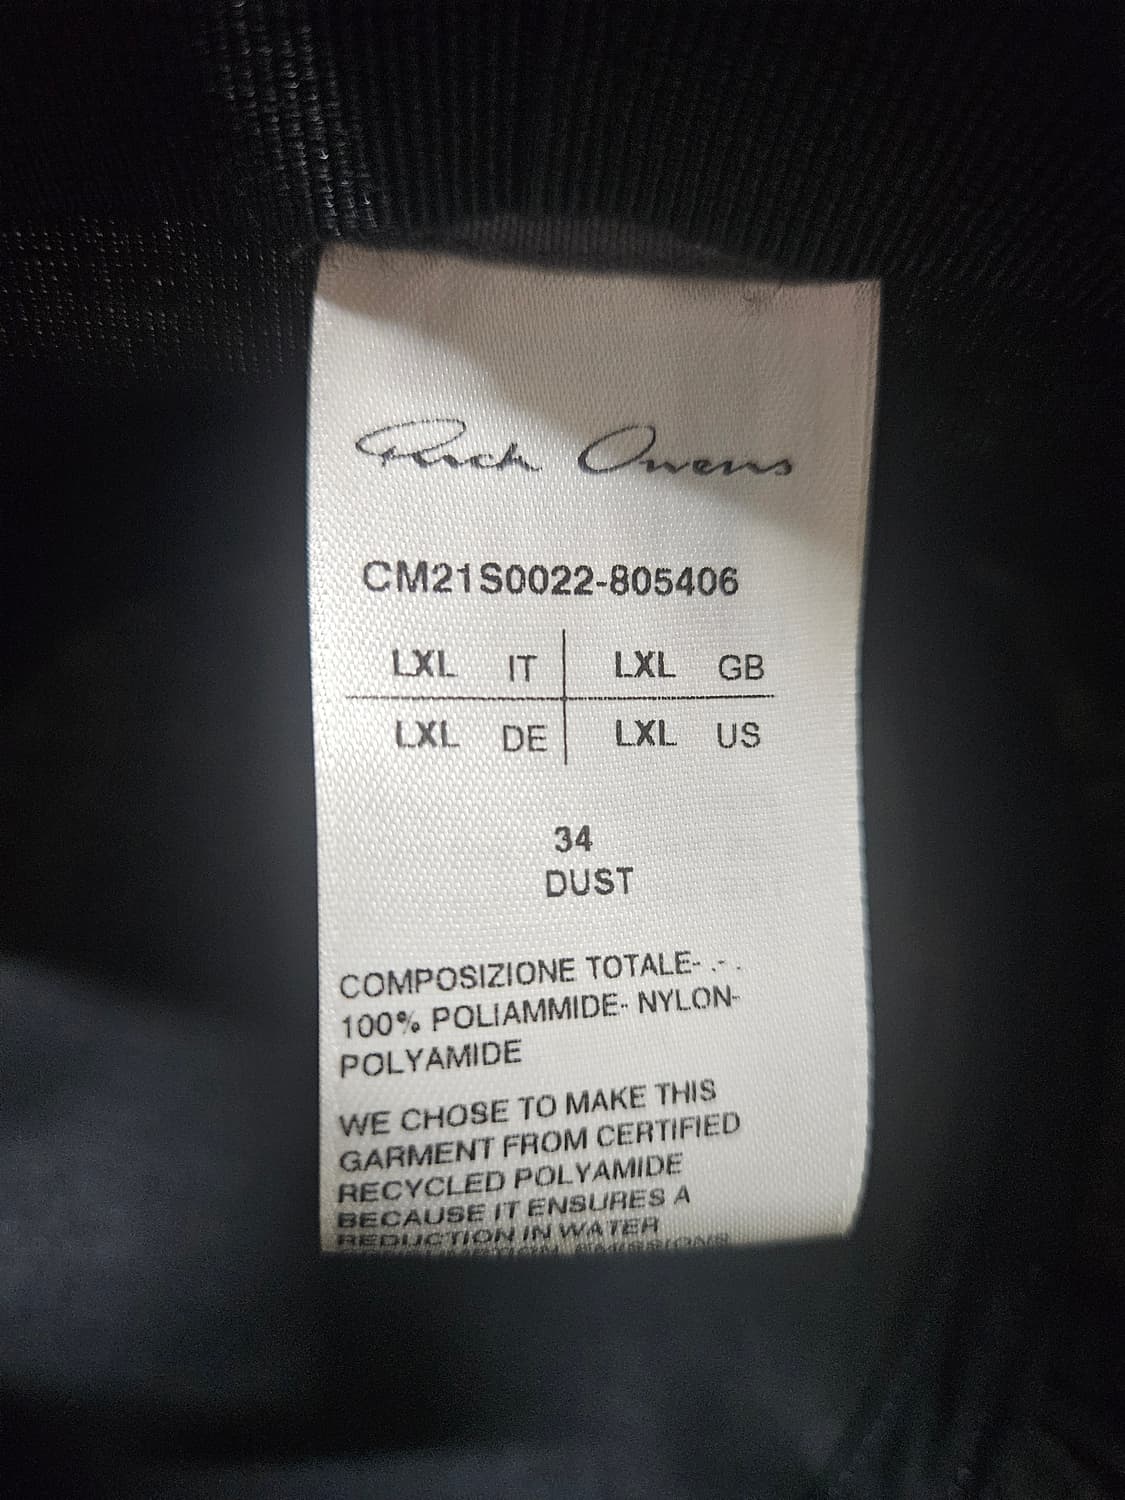 Rick Owens
CM21S0022-805406
LXL IT LXL GB
LXL DE LXL US
34
DUST
COMPOSIZIONE TOTALE- .- .
100% POLIAMMIDE- NYLON-
POLYAMIDE
WE CHOSE TO MAKE THIS
GARMENT FROM CERTIFIED
RECYCLED POLYAMIDE
BECAUSE IT ENSURES A
REDUCTION IN WATER
EMISSIONS